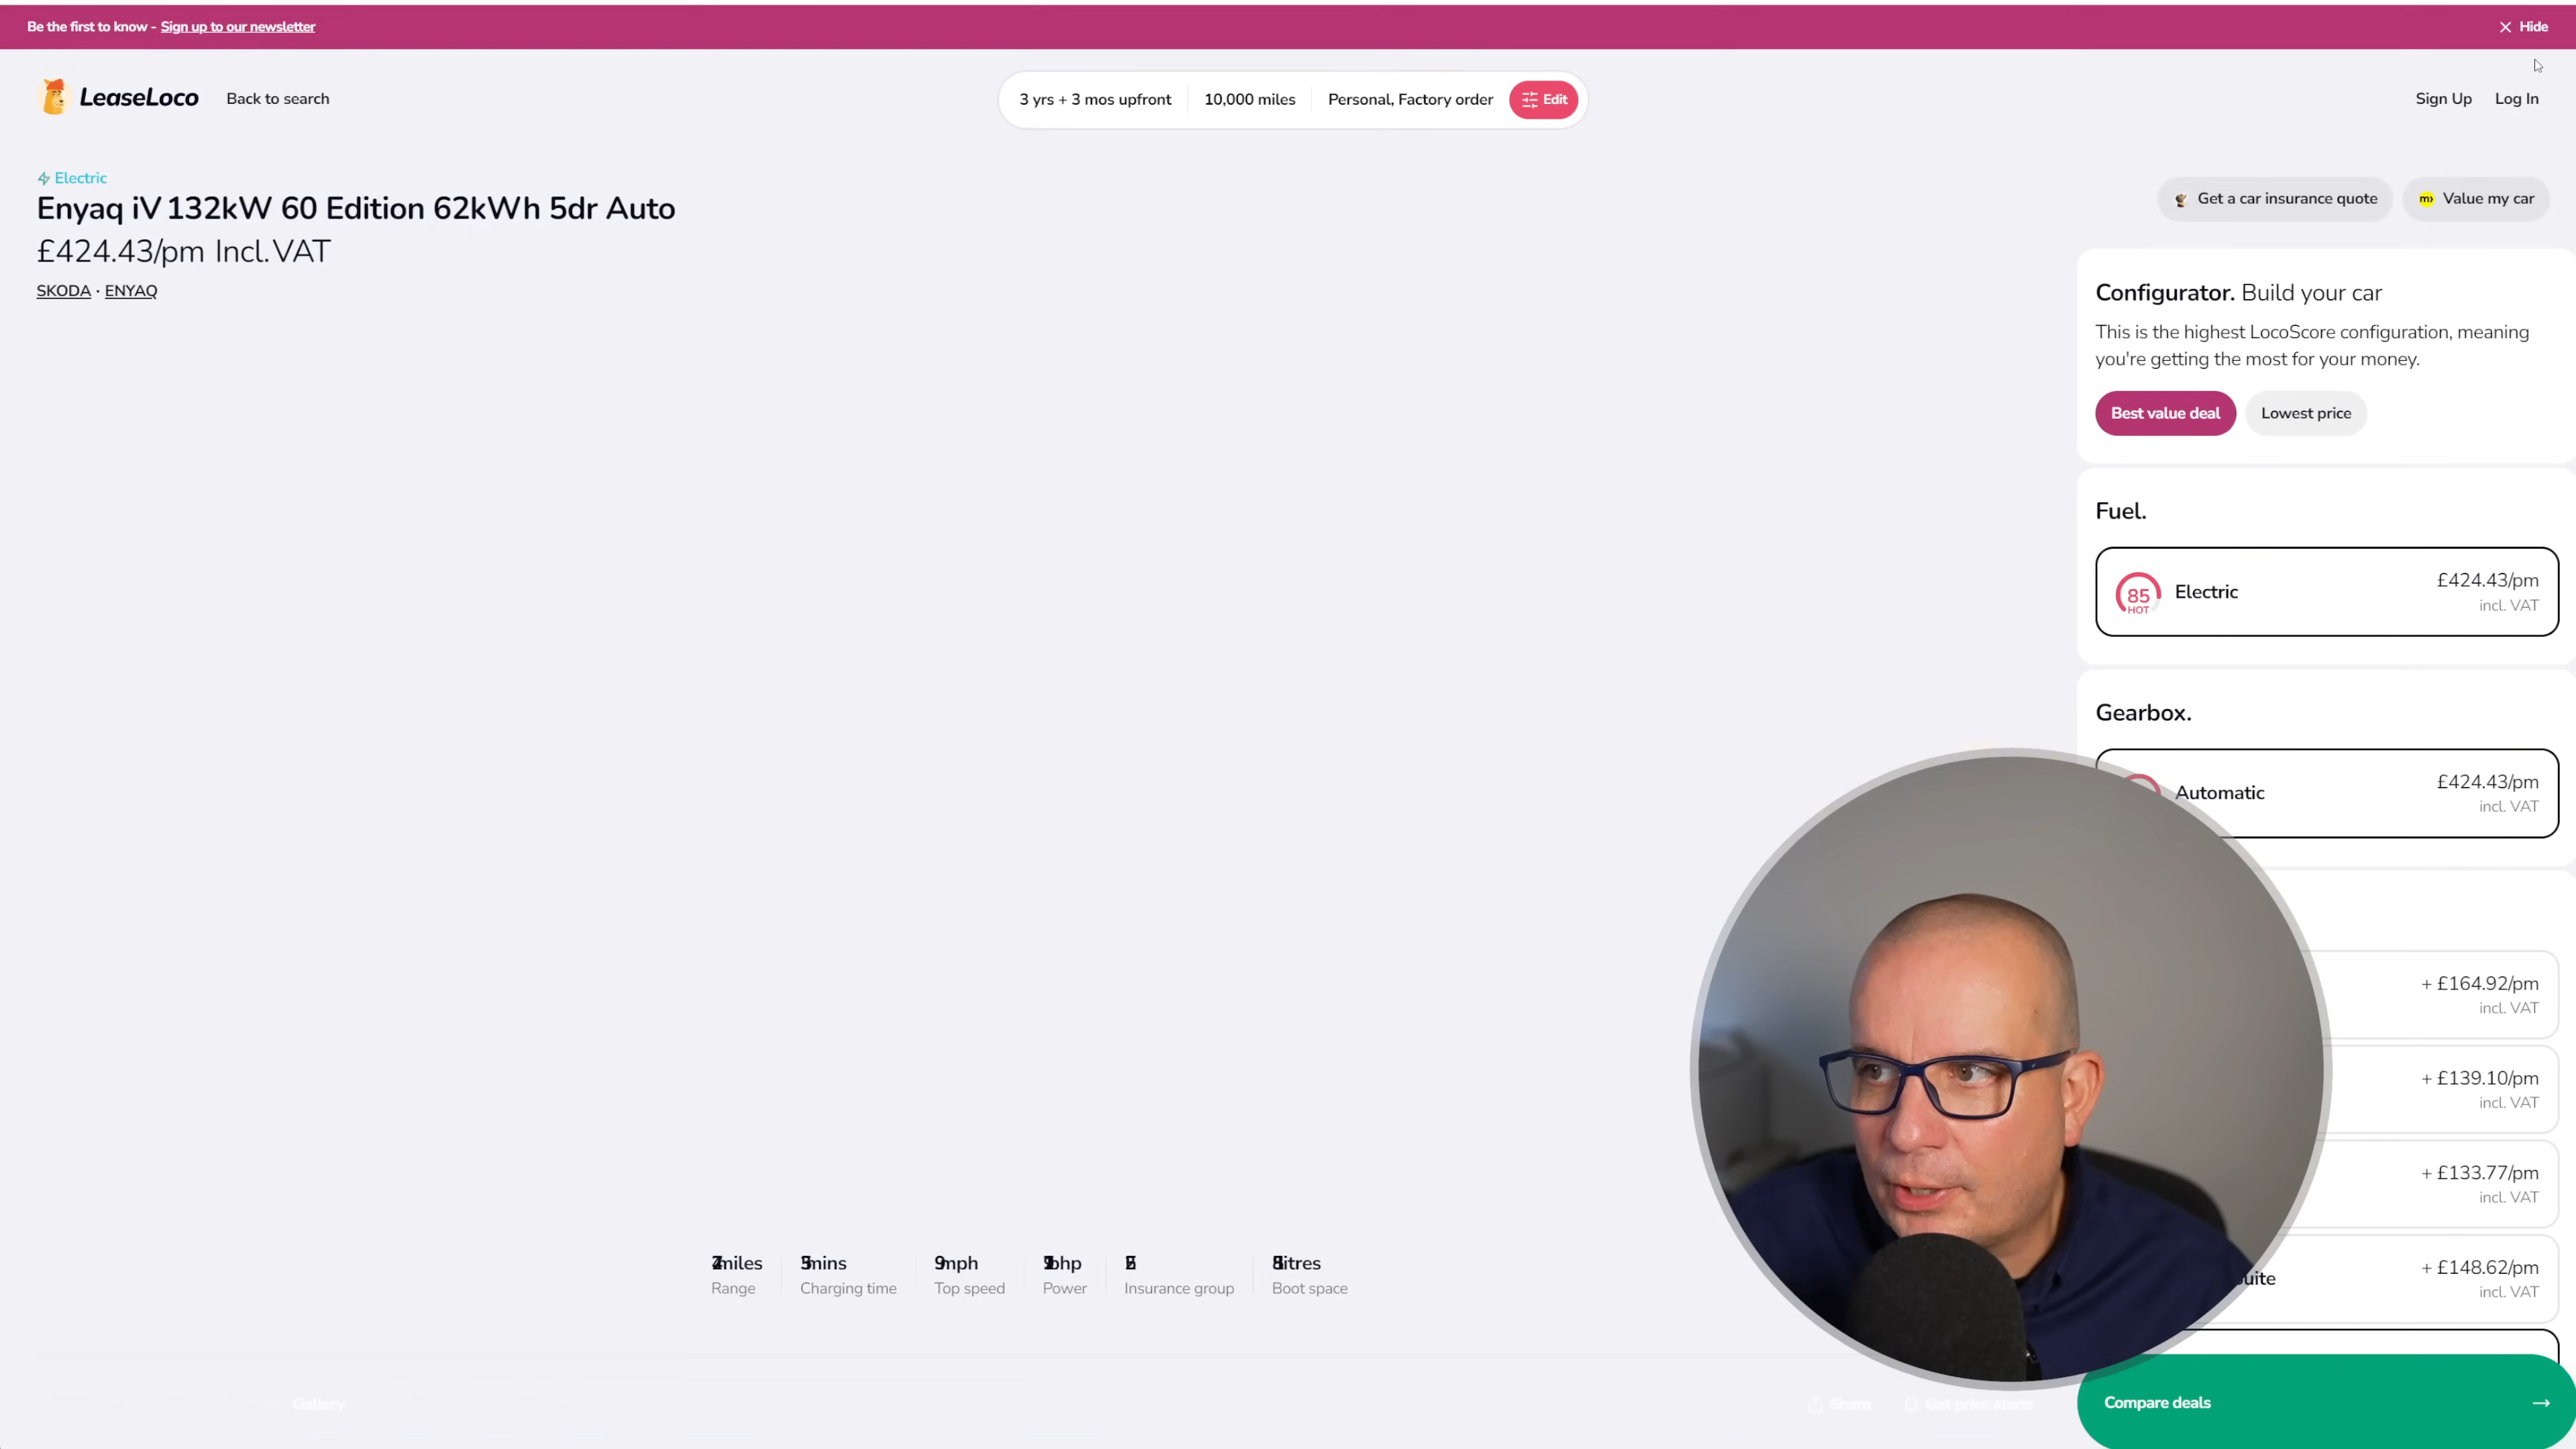 Be the first to know - Sign up to our newsletter
Hide
LeaseLoco
Back to search
3 yrs + 3 mos upfront
10,000 miles
Personal, Factory order
Edit
Sign Up
Log In
Electric
Enyaq iV 132kW 60 Edition 62kWh 5dr Auto
£424.43/pm Incl.VAT
SKODA · ENYAQ
Get a car insurance quote
Value my car
Configurator. Build your car
This is the highest LocoScore configuration, meaning
you're getting the most for your money.
Best value deal
Lowest price
Fuel.
85
HOT
Electric
£424.43/pm
incl. VAT
Gearbox.
Automatic
£424.43/pm
incl. VAT
+ £164.92/pm
incl. VAT
+ £139.10/pm
incl. VAT
+ £133.77/pm
incl. VAT
+ £148.62/pm
incl. VAT
miles
Range
mins
Charging time
mph
Top speed
bhp
Power
Insurance group
litres
Boot space
Gallery
Share
Get price alerts
Compare deals